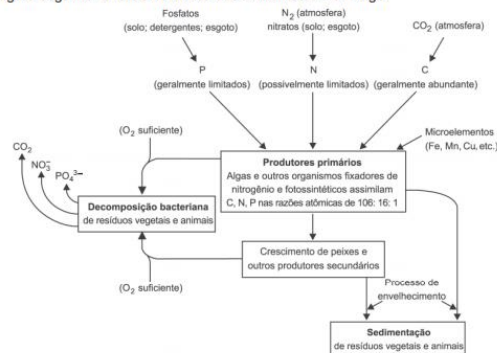 Fosfatos
(solo; detergentes; esgoto)
N₂ (atmosfera)
nitratos (solo; esgoto)
CO₂ (atmosfera)
P
(geralmente limitados)
N
(possivelmente limitados)
C
(geralmente abundante)
Microelementos
(Fe, Mn, Cu, etc.)
(O₂ suficiente)
CO₂
NO₃⁻
PO₄³⁻
Produtores primários
Algas e outros organismos fixadores de
nitrogênio e fotossintéticos assimilam
C, N, P nas razões atômicas de 106: 16: 1
Decomposição bacteriana
de resíduos vegetais e animais
Crescimento de peixes e
outros produtores secundários
(O₂ suficiente)
Processo de
envelhecimento
Sedimentação
de resíduos vegetais e animais